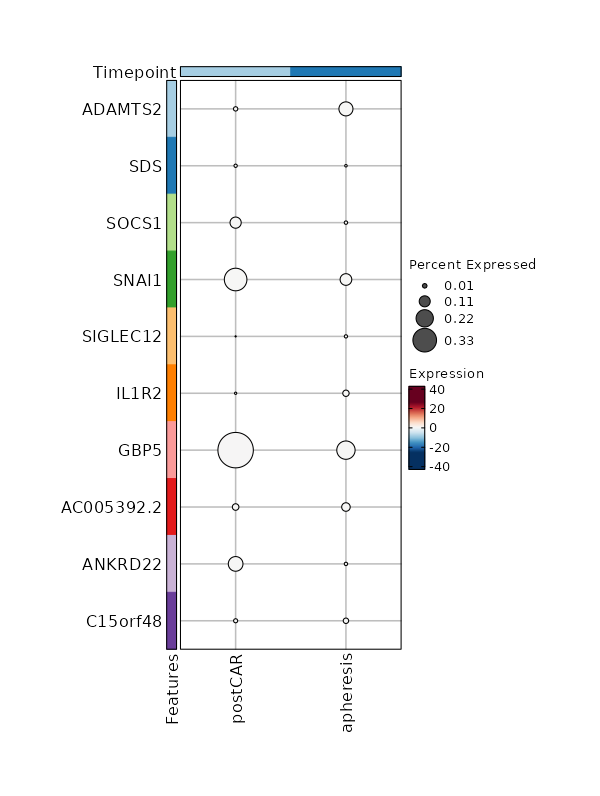 Timepoint
ADAMTS2
SDS
SOCS1
SNAI1
SIGLEC12
IL1R2
GBP5
AC005392.2
ANKRD22
C15orf48
Features
postCAR
apheresis
Percent Expressed
0.01
0.11
0.22
0.33
Expression
40
20
0
-20
-40